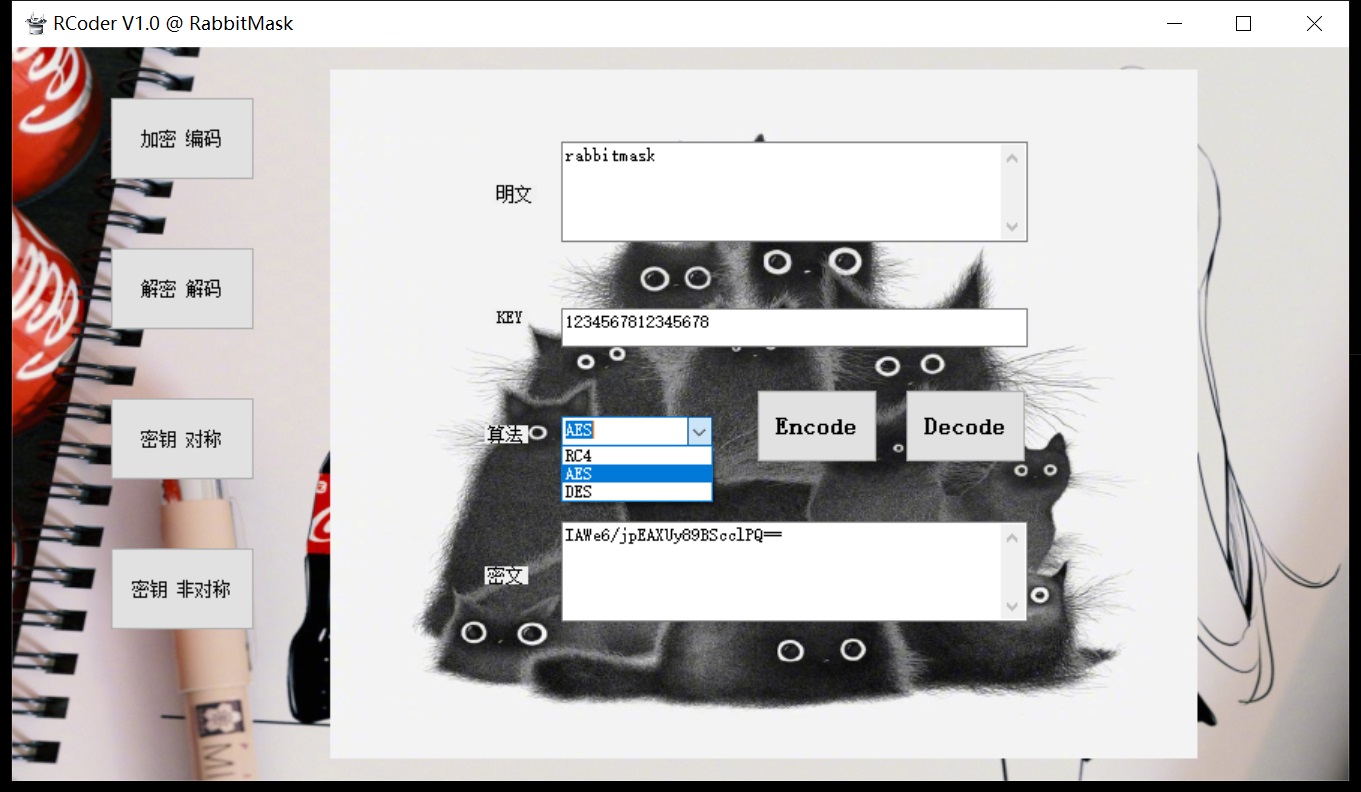 RCoder V1.0 @ RabbitMask
加密 编码
解密 解码
密钥 对称
密钥 非对称
明文
rabbitmask
KEY
1234567812345678
算法
AES
RC4
AES
DES
Encode
Decode
密文
IAWe6/jpEAXUy89BScclPQ==